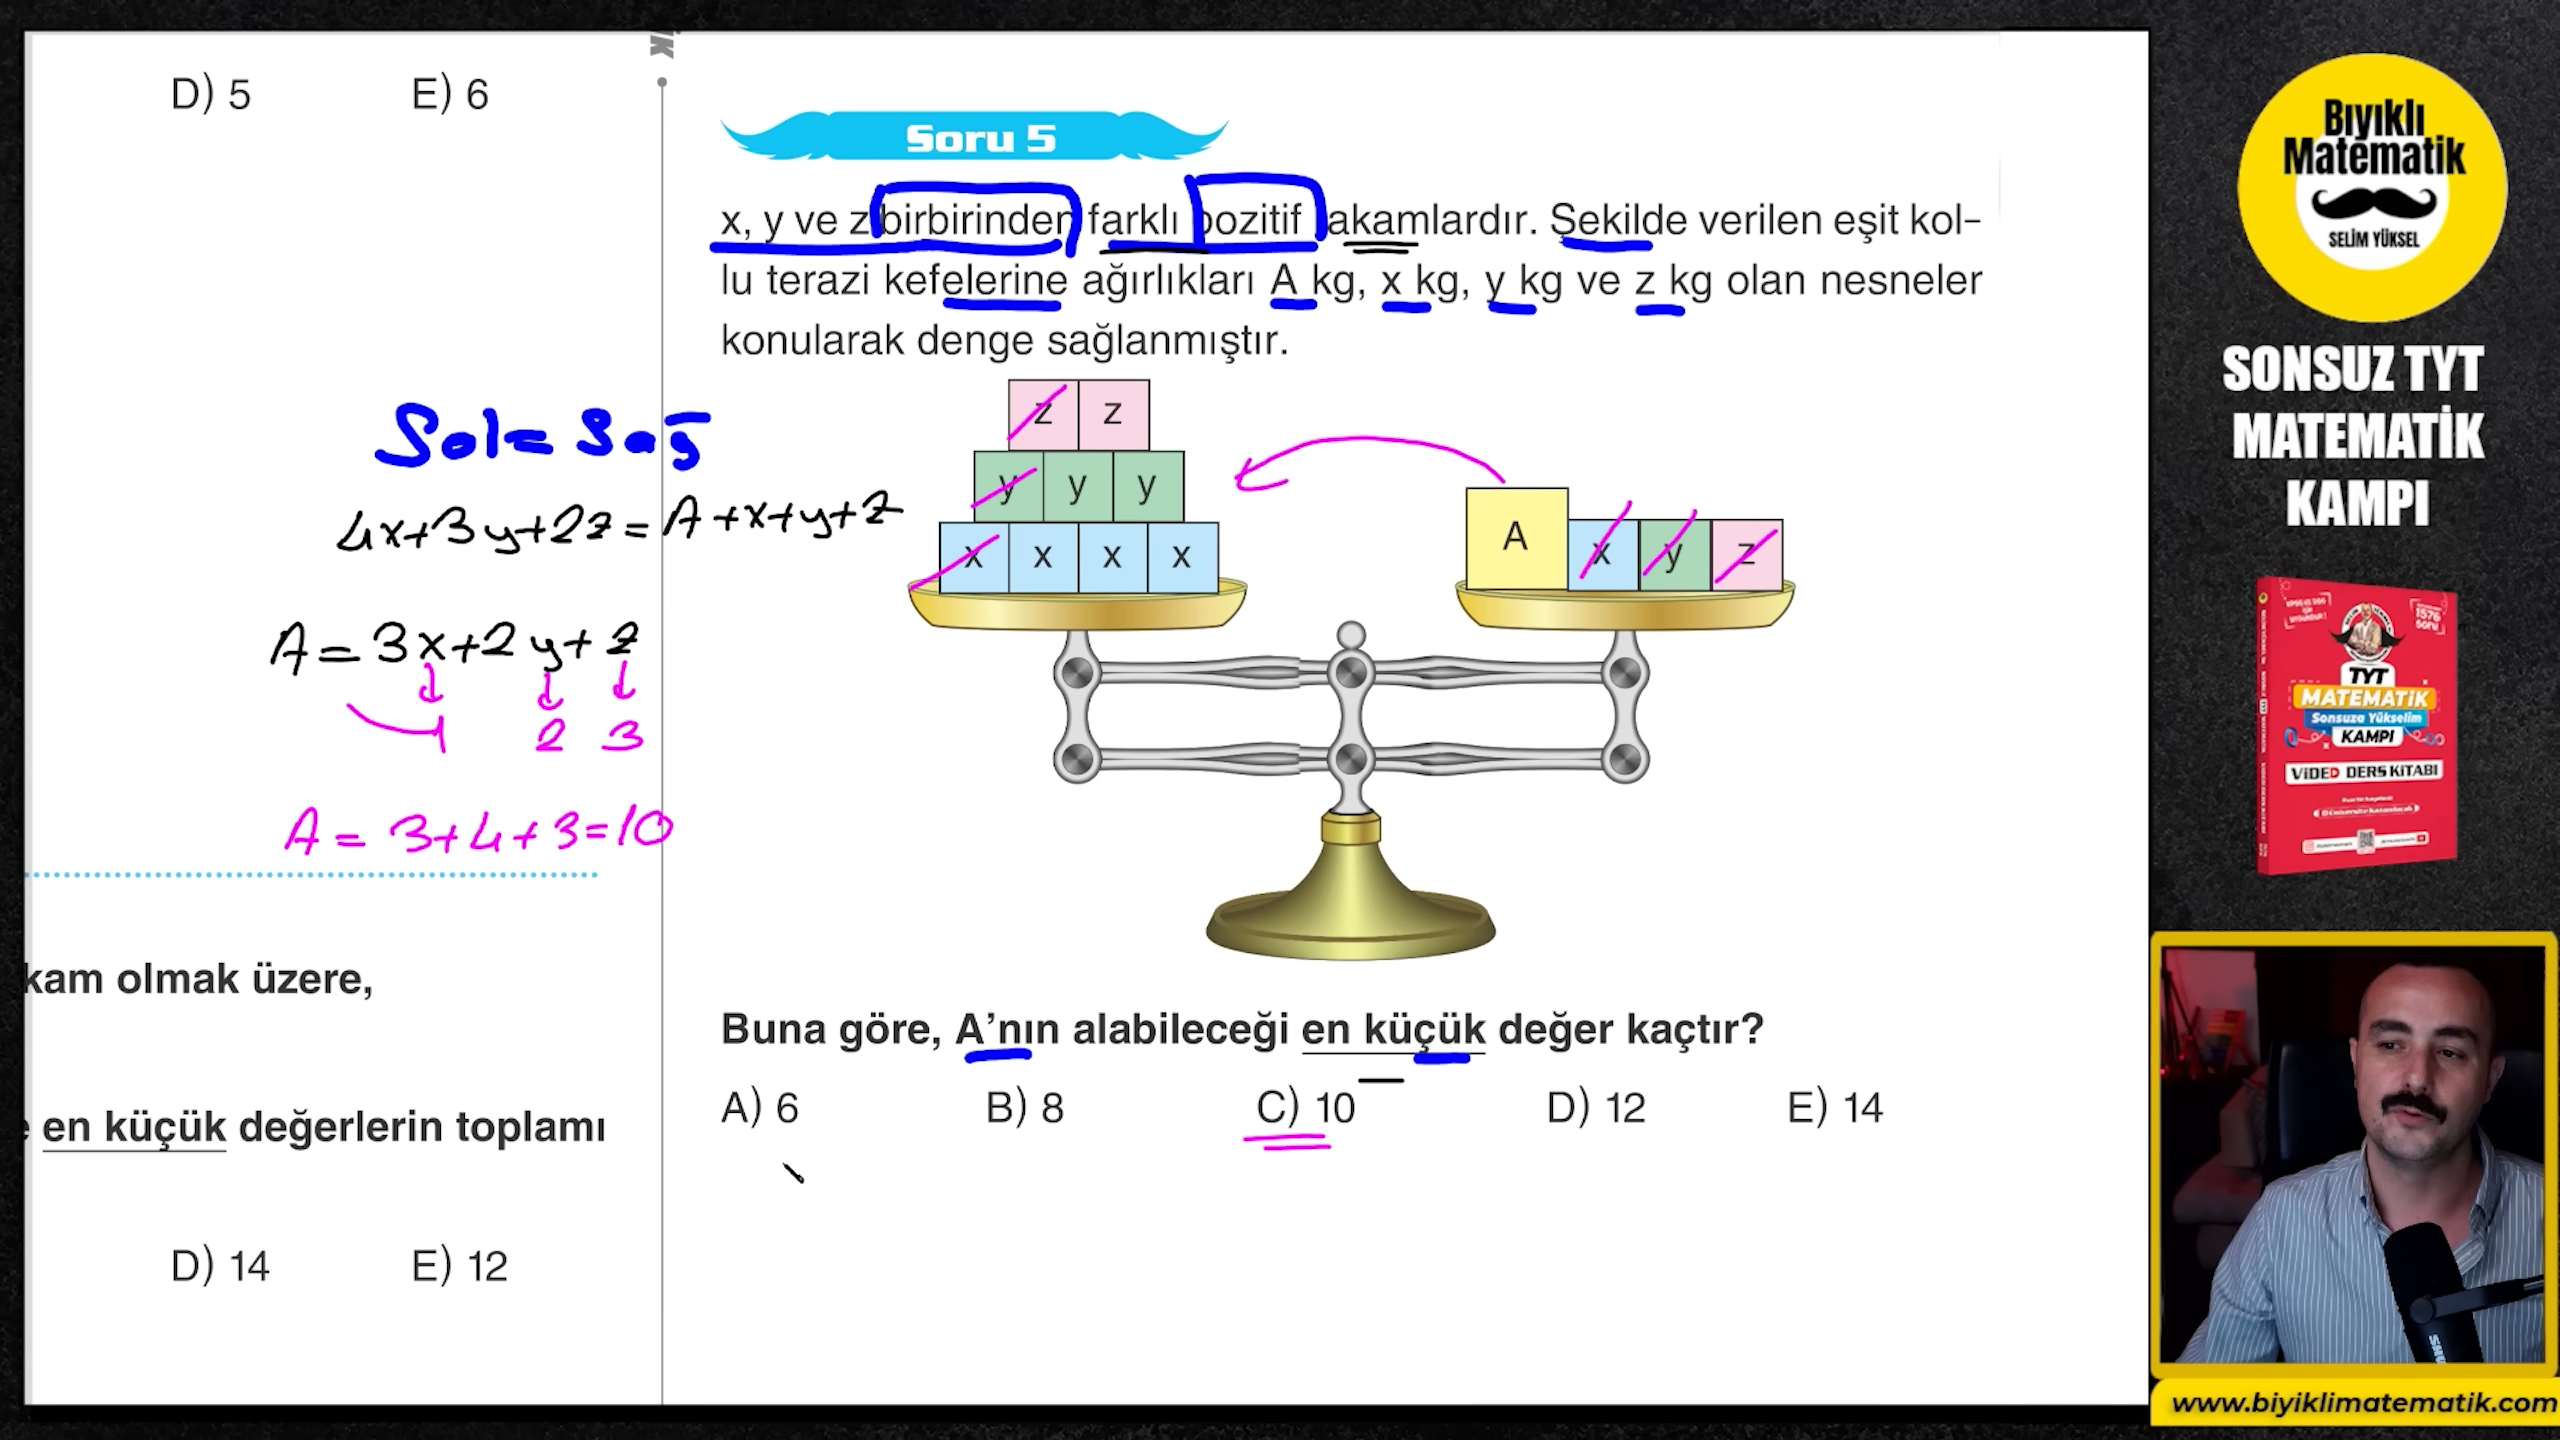 İK
D) 5 E) 6
Sol = Sağ
4x+3y+2z = A+x+y+z
A = 3x+2y+z
1 2 3
A = 3+4+3=10
kam olmak üzere,
e en küçük değerlerin toplamı
D) 14 E) 12
Soru 5
x, y ve z birbirinden farklı pozitif rakamlardır. Şekilde verilen eşit kol-
lu terazi kefelerine ağırlıkları A kg, x kg, y kg ve z kg olan nesneler
konularak denge sağlanmıştır.
z z
y y y
x x x x
A x y z
Buna göre, A'nın alabileceği en küçük değer kaçtır?
A) 6 B) 8 C) 10 D) 12 E) 14
Bıyıklı
Matematik
SELİM YÜKSEL
SONSUZ TYT
MATEMATİK
KAMPI
1576
soru
TYT
MATEMATİK
Sonsuza Yükselim
KAMPI
VİDEO DERS KİTABI
www.biyiklimatematik.com